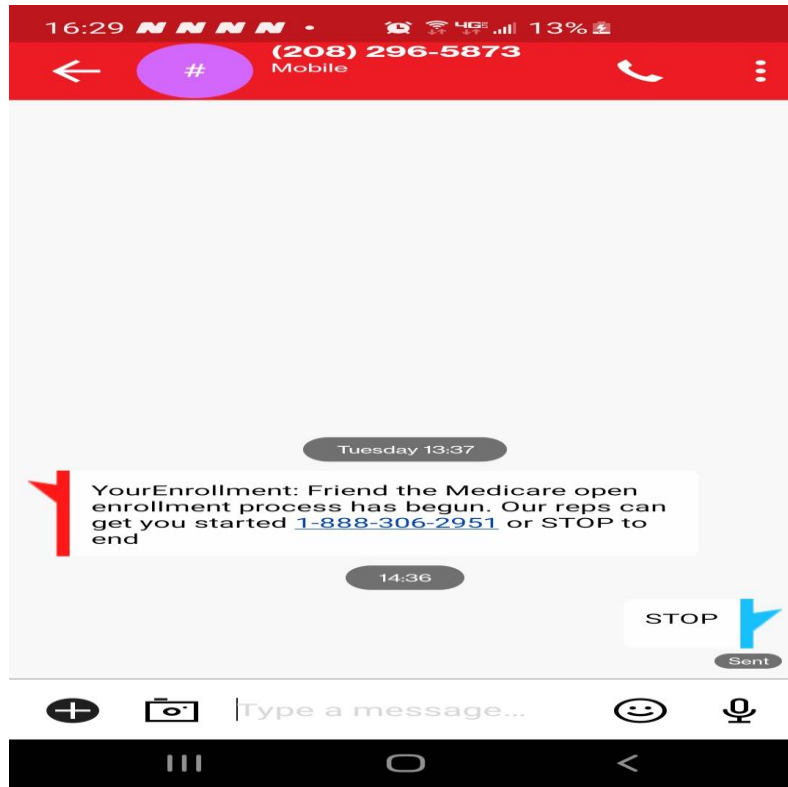 16:29 N N N N • 4GE 13%
(208) 296-5873
#
Mobile
Tuesday 13:37
YourEnrollment: Friend the Medicare open
enrollment process has begun. Our reps can
get you started 1-888-306-2951 or STOP to
end
14:36
STOP
Sent
Type a message...